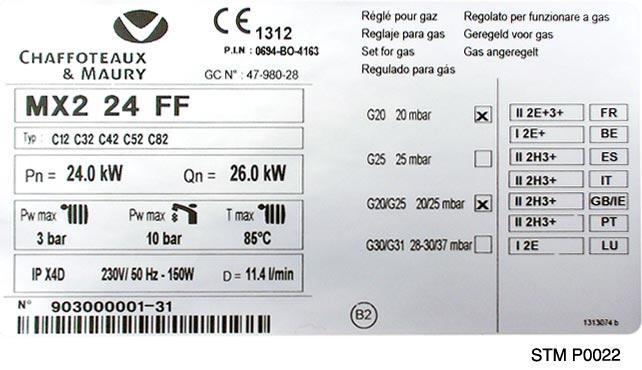 CHAFFOTEAUX
& MAURY
CE 1312
P.I.N : 0694-BO-4163
GC N° : 47-980-28
MX2 24 FF
Typ : C12 C32 C42 C52 C82
Pn = 24.0 kW Qn = 26.0 kW
Pw max Pw max T max
3 bar 10 bar 85°C
IP X4D 230V/ 50 Hz - 150W D = 11.4 l/min
N° 903000001-31
Réglé pour gaz Regolato per funzionare a gas
Reglaje para gas Geregeld voor gas
Set for gas Gas angeregelt
Regulado para gás
G20 20 mbar X
G25 25 mbar
G20/G25 20/25 mbar X
G30/G31 28-30/37 mbar
II 2E+3+ FR
I 2E+ BE
II 2H3+ ES
II 2H3+ IT
II 2H3+ GB/IE
II 2H3+ PT
I 2E LU
B2
1313074 b
STM P0022